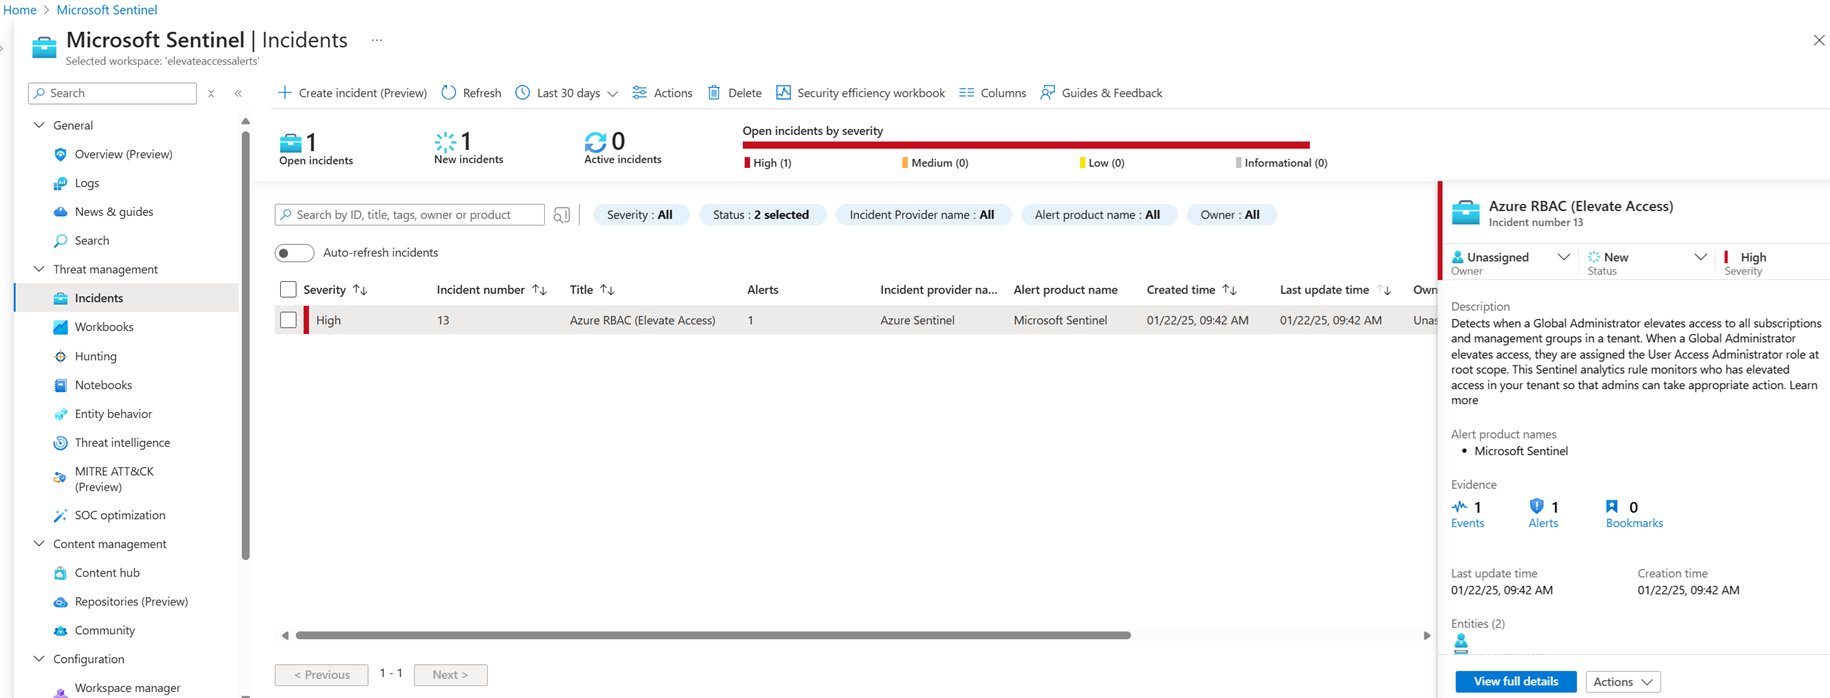 Home > Microsoft Sentinel
Microsoft Sentinel | Incidents ...
Selected workspace: 'elevateaccessalerts'
Search
General
Overview (Preview)
Logs
News & guides
Search
Threat management
Incidents
Workbooks
Hunting
Notebooks
Entity behavior
Threat intelligence
MITRE ATT&CK
(Preview)
SOC optimization
Content management
Content hub
Repositories (Preview)
Community
Configuration
Workspace manager
Create incident (Preview) Refresh Last 30 days Actions Delete Security efficiency workbook Columns Guides & Feedback
1
Open incidents
1
New incidents
0
Active incidents
Open incidents by severity
High (1) Medium (0) Low (0) Informational (0)
Search by ID, title, tags, owner or product
Severity : All Status : 2 selected Incident Provider name : All Alert product name : All Owner : All
Auto-refresh incidents
Severity Incident number Title Alerts Incident provider na... Alert product name Created time Last update time Own
High 13 Azure RBAC (Elevate Access) 1 Azure Sentinel Microsoft Sentinel 01/22/25, 09:42 AM 01/22/25, 09:42 AM Unas
< Previous 1 - 1 Next >
Azure RBAC (Elevate Access)
Incident number 13
Unassigned
Owner
New
Status
High
Severity
Description
Detects when a Global Administrator elevates access to all subscriptions
and management groups in a tenant. When a Global Administrator
elevates access, they are assigned the User Access Administrator role at
root scope. This Sentinel analytics rule monitors who has elevated
access in your tenant so that admins can take appropriate action. Learn
more
Alert product names
• Microsoft Sentinel
Evidence
1
Events
1
Alerts
0
Bookmarks
Last update time
01/22/25, 09:42 AM
Creation time
01/22/25, 09:42 AM
Entities (2)
View full details Actions